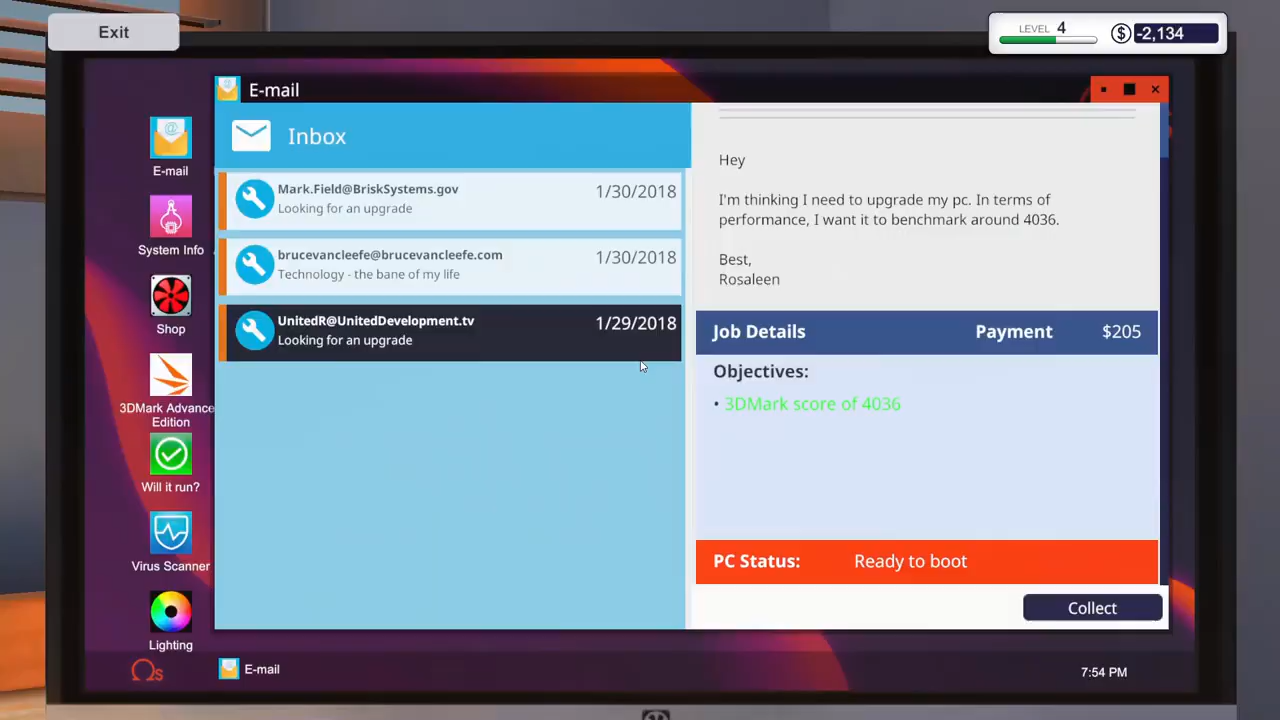 Exit
LEVEL 4
$ -2,134
E-mail
Inbox
Mark.Field@BriskSystems.gov
1/30/2018
Looking for an upgrade
brucevancleefe@brucevancleefe.com
1/30/2018
Technology - the bane of my life
UnitedR@UnitedDevelopment.tv
1/29/2018
Looking for an upgrade
Hey
I'm thinking I need to upgrade my pc. In terms of
performance, I want it to benchmark around 4036.
Best,
Rosaleen
Job Details
Payment
$205
Objectives:
• 3DMark score of 4036
PC Status:
Ready to boot
Collect
E-mail
System Info
Shop
3DMark Advance
Edition
Will it run?
Virus Scanner
Lighting
Ωs
E-mail
7:54 PM